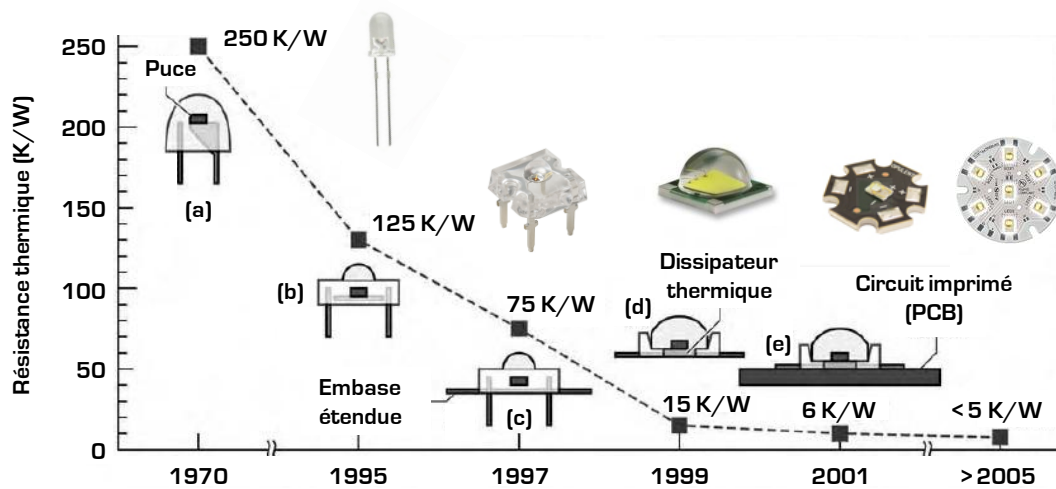 Résistance thermique (K/W)
250
200
150
100
50
0
250 K/W
Puce
(a)
125 K/W
(b)
75 K/W
Embase
étendue
(c)
Dissipateur
thermique
(d)
15 K/W
Circuit imprimé
(PCB)
(e)
6 K/W
<5 K/W
1970
1995
1997
1999
2001
>2005